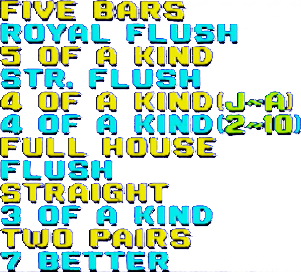 FIVE BARS
ROYAL FLUSH
5 OF A KIND
STR. FLUSH
4 OF A KIND(J~A)
4 OF A KIND(2~10)
FULL HOUSE
FLUSH
STRAIGHT
3 OF A KIND
TWO PAIRS
7 BETTER